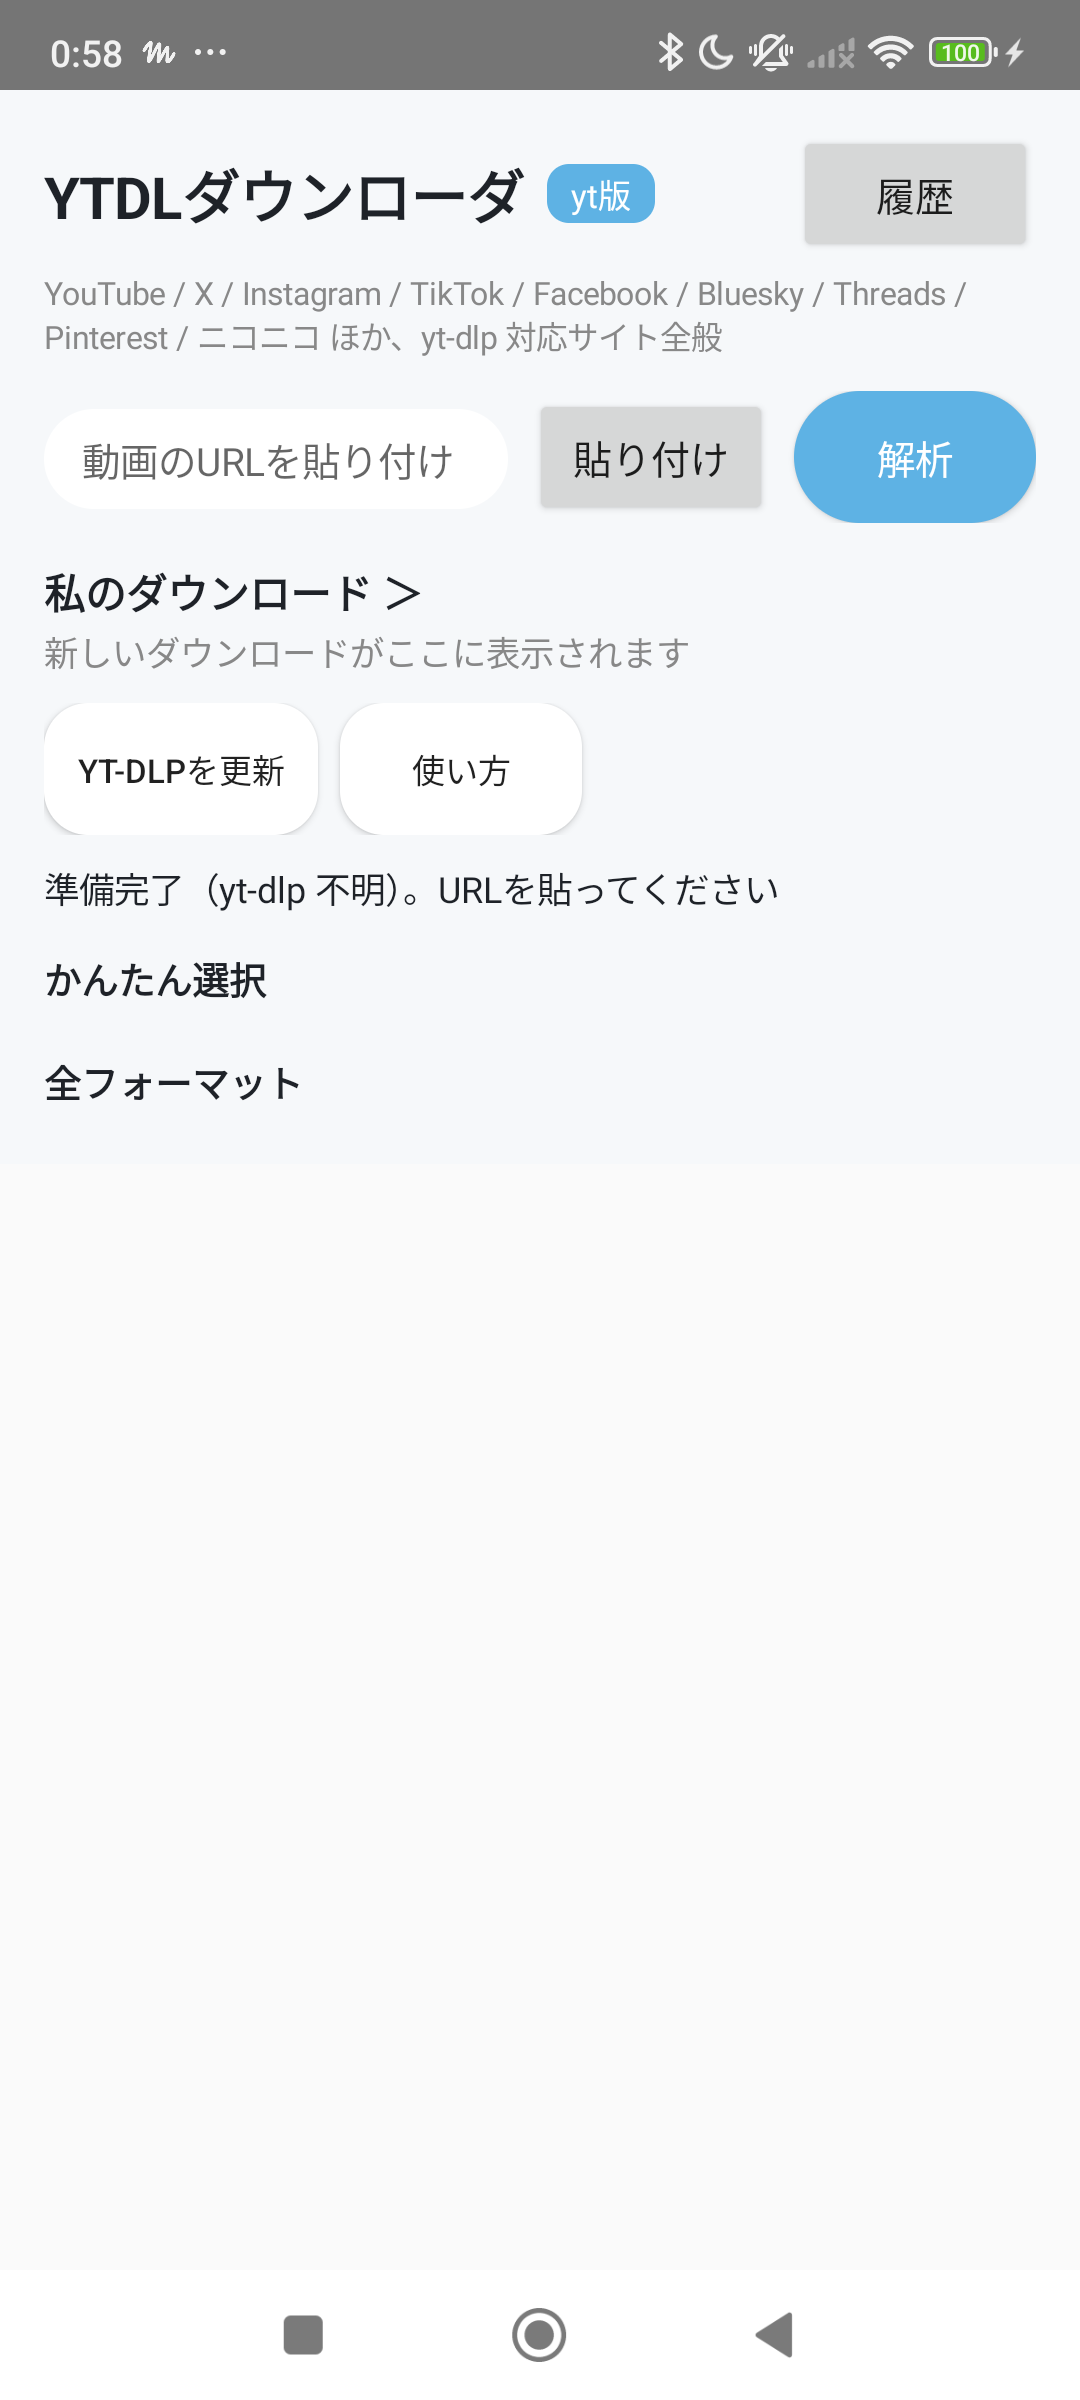 0:58
100
YTDLダウンローダ yt版 履歴
YouTube / X / Instagram / TikTok / Facebook / Bluesky / Threads /
Pinterest / ニコニコ ほか、yt-dlp 対応サイト全般
動画のURLを貼り付け 貼り付け 解析
私のダウンロード ＞
新しいダウンロードがここに表示されます
YT-DLPを更新 使い方
準備完了（yt-dlp 不明）。URLを貼ってください
かんたん選択
全フォーマット